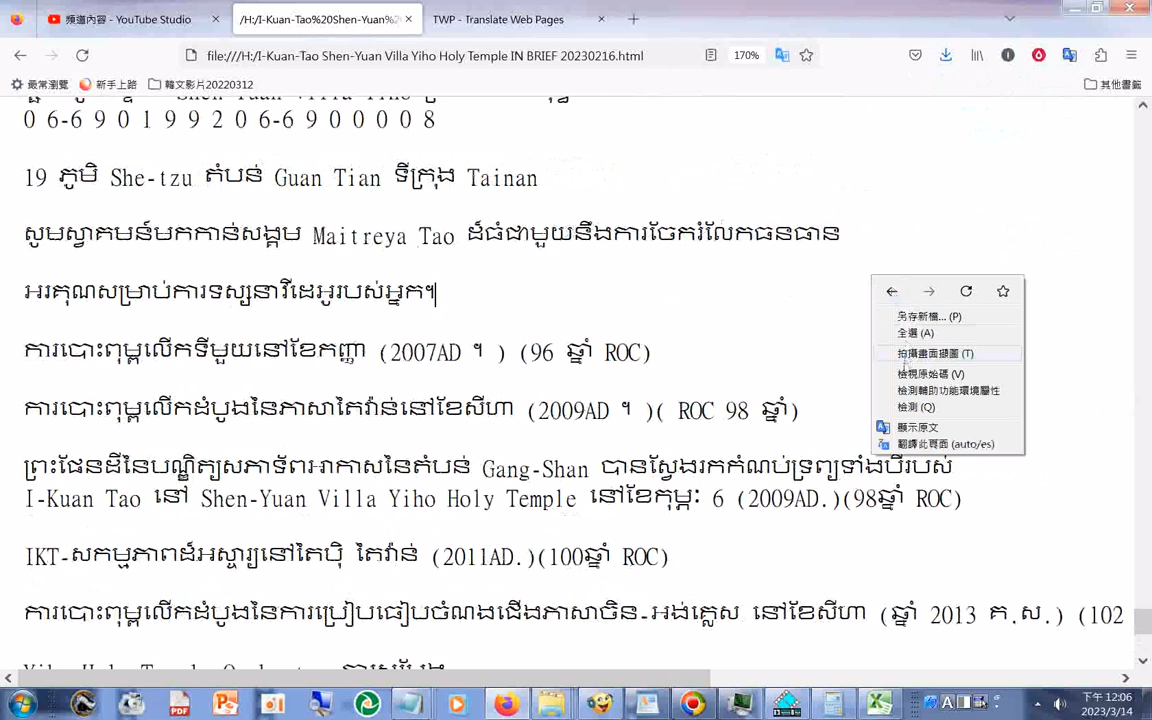 頻道內容 - YouTube Studio
/H:/I-Kuan-Tao%20Shen-Yuan%2
TWP - Translate Web Pages
file:///H:/I-Kuan-Tao Shen-Yuan Villa Yiho Holy Temple IN BRIEF 20230216.html
170%
最常瀏覽 新手上路 韓文影片20220312 其他書籤
0 6-6 9 0 1 9 9 2 0 6-6 9 0 0 0 0 8
19 ភូមិ She-tzu តំបន់ Guan Tian ទីក្រុង Tainan
សូមស្វាគមន៍មកកាន់សង្គម Maitreya Tao ដ៏ធំជាមួយនឹងការចែករំលែកធនធាន
អរគុណសម្រាប់ការទស្សនាវីដេអូរបស់អ្នក៕
ការបោះពុម្ពលើកទីមួយនៅខែកញ្ញា (2007AD ។ ) (96 ឆ្នាំ ROC)
ការបោះពុម្ពលើកដំបូងនៃភាសាតៃវ៉ាន់នៅខែសីហា (2009AD ។ )( ROC 98 ឆ្នាំ)
ព្រះផែនដីនៃបណ្ឌិត្យសភាទ័ពអាកាសនៃតំបន់ Gang-Shan បានស្វែងរកកំណប់ទ្រព្យទាំងបីរបស់
I-Kuan Tao នៅ Shen-Yuan Villa Yiho Holy Temple នៅខែកុម្ភៈ 6 (2009AD.)(98ឆ្នាំ ROC)
IKT-សកម្មភាពដ៏អស្ចារ្យនៅតៃប៉ិ តៃវ៉ាន់ (2011AD.)(100ឆ្នាំ ROC)
ការបោះពុម្ពលើកដំបូងនៃការប្រៀបធៀបចំណងជើងភាសាចិន-អង់គ្លេស នៅខែសីហា (ឆ្នាំ 2013 គ.ស.) (102
另存新檔... (P)
全選 (A)
拍攝畫面擷圖 (T)
檢視原始碼 (V)
檢測輔助功能環境屬性
檢測 (Q)
顯示原文
翻譯此頁面 (auto/es)
下午 12:06
2023/3/14